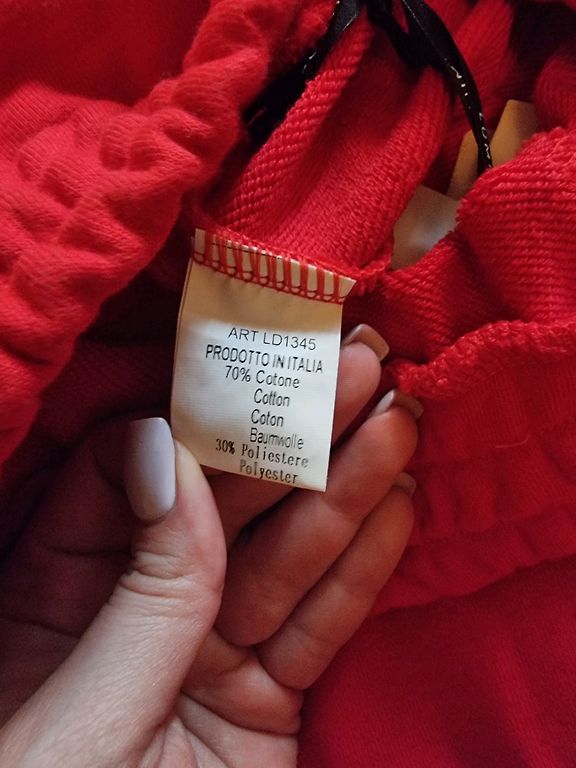 ART LD1345
PRODOTTO IN ITALIA
70% Cotone
Cotton
Coton
Baumwolle
30% Poliestere
Polyester